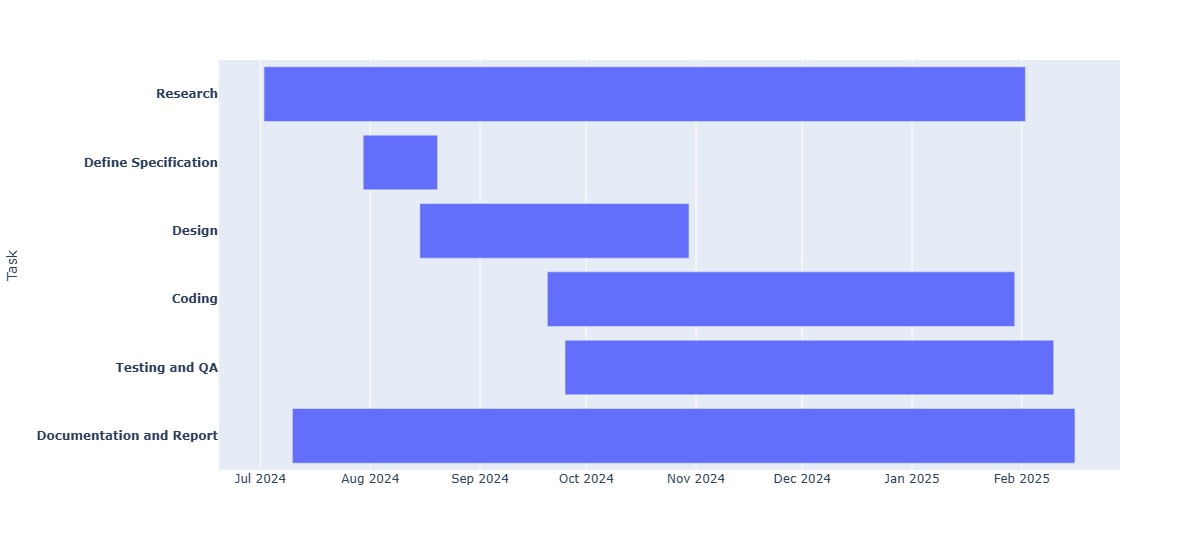 Research
Define Specification
Design
Coding
Testing and QA
Documentation and Report
Task
Jul 2024
Aug 2024
Sep 2024
Oct 2024
Nov 2024
Dec 2024
Jan 2025
Feb 2025